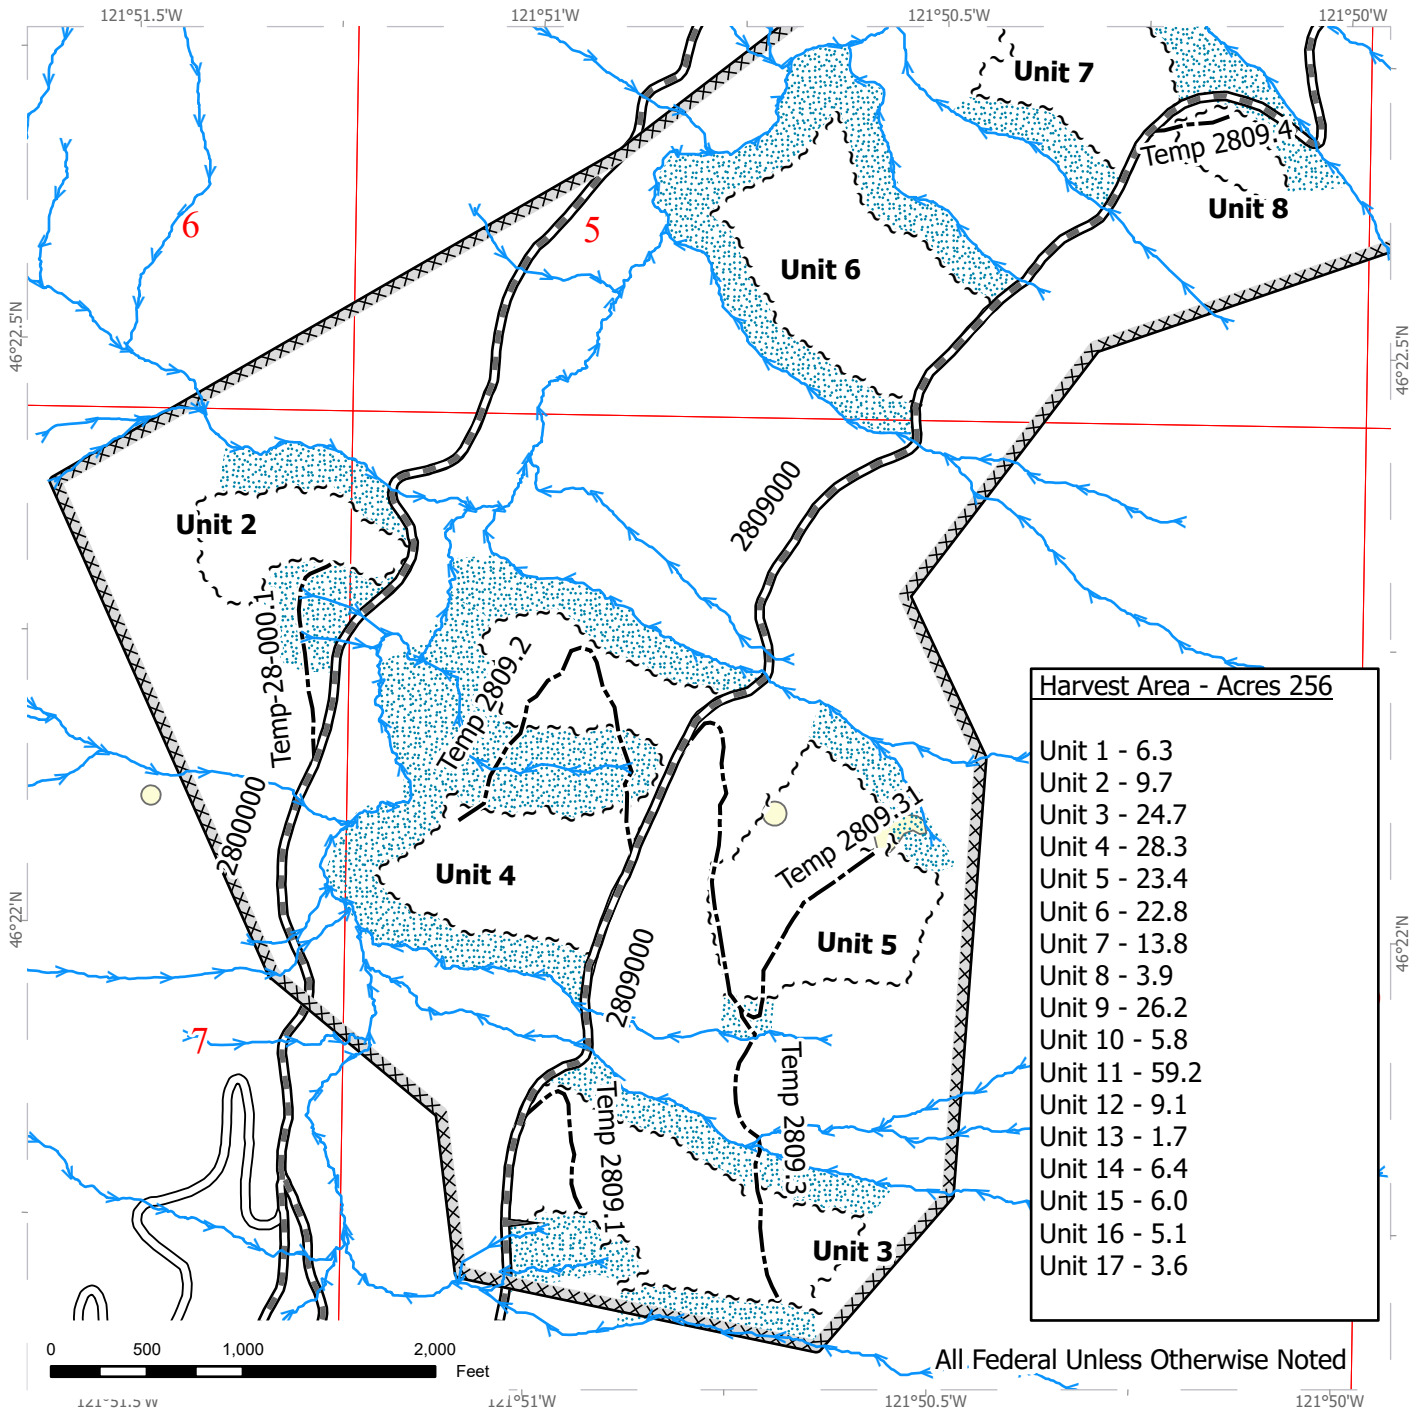 121°51.5'W
121°51'W
121°50.5'W
121°50'W
Unit 7
Temp 2809.4
Unit 8
6
5
Unit 6
46°22.5'N
46°22.5'N
2809000
Unit 2
Temp-28-000.1
Temp 2809.2
Harvest Area - Acres 256
Unit 1 - 6.3
Unit 2 - 9.7
Unit 3 - 24.7
Unit 4 - 28.3
Unit 5 - 23.4
Unit 6 - 22.8
Unit 7 - 13.8
Unit 8 - 3.9
Unit 9 - 26.2
Unit 10 - 5.8
Unit 11 - 59.2
Unit 12 - 9.1
Unit 13 - 1.7
Unit 14 - 6.4
Unit 15 - 6.0
Unit 16 - 5.1
Unit 17 - 3.6
2800000
Temp 2809.31
Unit 4
Unit 5
46°22'N
46°22'N
2809000
7
Temp 2809.1
Temp 2809.3
Unit 3
0 500 1,000 2,000
Feet
All Federal Unless Otherwise Noted
121°51.5'W
121°51'W
121°50.5'W
121°50'W